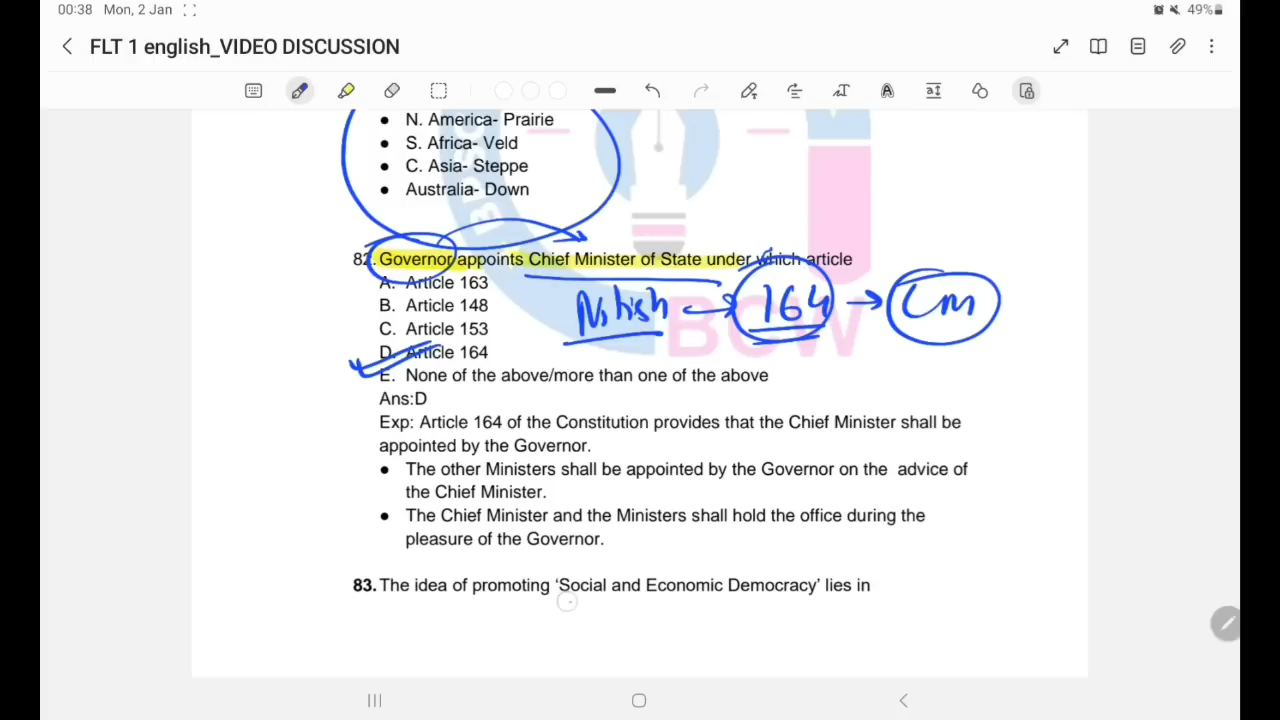 00:38 Mon, 2 Jan 49%
FLT 1 english_VIDEO DISCUSSION
● N. America- Prairie
● S. Africa- Veld
● C. Asia- Steppe
● Australia- Down
82. Governor appoints Chief Minister of State under which article
A. Article 163
B. Article 148
Nitish → 164 → CM
C. Article 153
D. Article 164
E. None of the above/more than one of the above
Ans:D
Exp: Article 164 of the Constitution provides that the Chief Minister shall be
appointed by the Governor.
● The other Ministers shall be appointed by the Governor on the advice of
the Chief Minister.
● The Chief Minister and the Ministers shall hold the office during the
pleasure of the Governor.
83. The idea of promoting ‘Social and Economic Democracy’ lies in
BCW